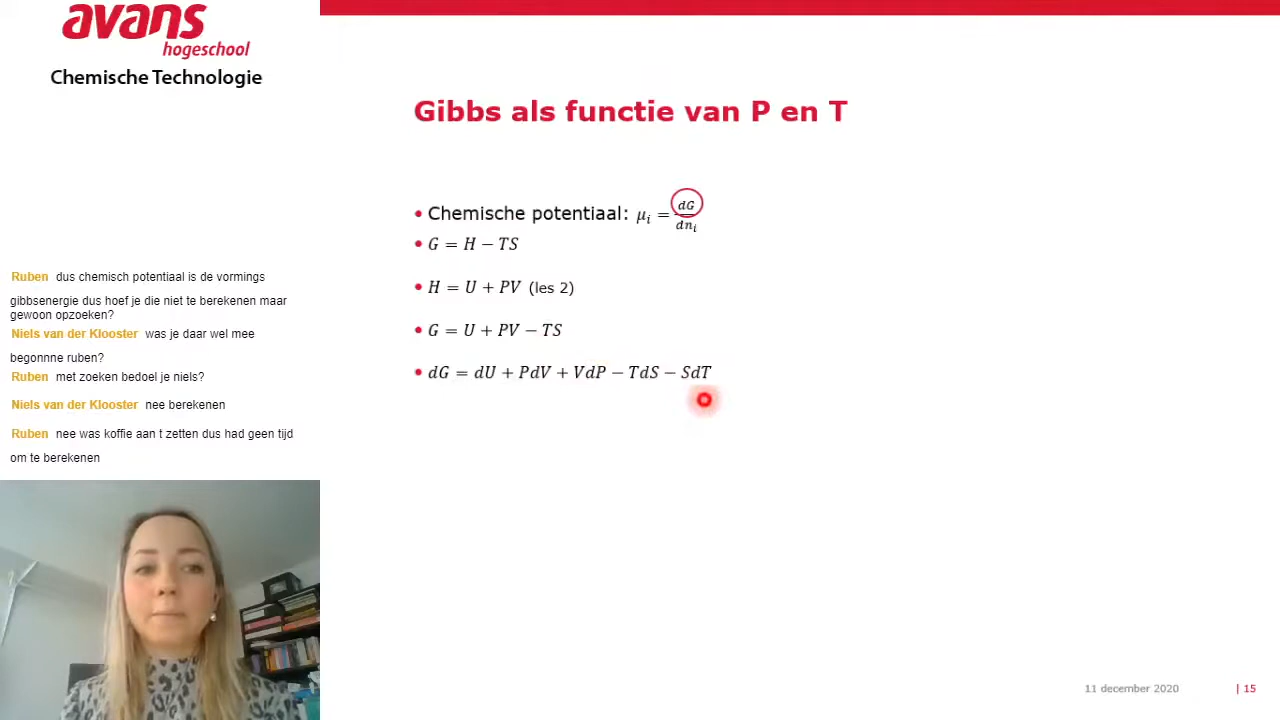 avans
hogeschool
Chemische Technologie
Gibbs als functie van P en T
• Chemische potentiaal: μᵢ = dG/dnᵢ
• G = H − TS
• H = U + PV (les 2)
• G = U + PV − TS
• dG = dU + PdV + VdP − TdS − SdT
Ruben dus chemisch potentiaal is de vormings
gibbsenergie dus hoef je die niet te berekenen maar
gewoon opzoeken?
Niels van der Klooster was je daar wel mee
begonnne ruben?
Ruben met zoeken bedoel je niels?
Niels van der Klooster nee berekenen
Ruben nee was koffie aan t zetten dus had geen tijd
om te berekenen
11 december 2020
| 15